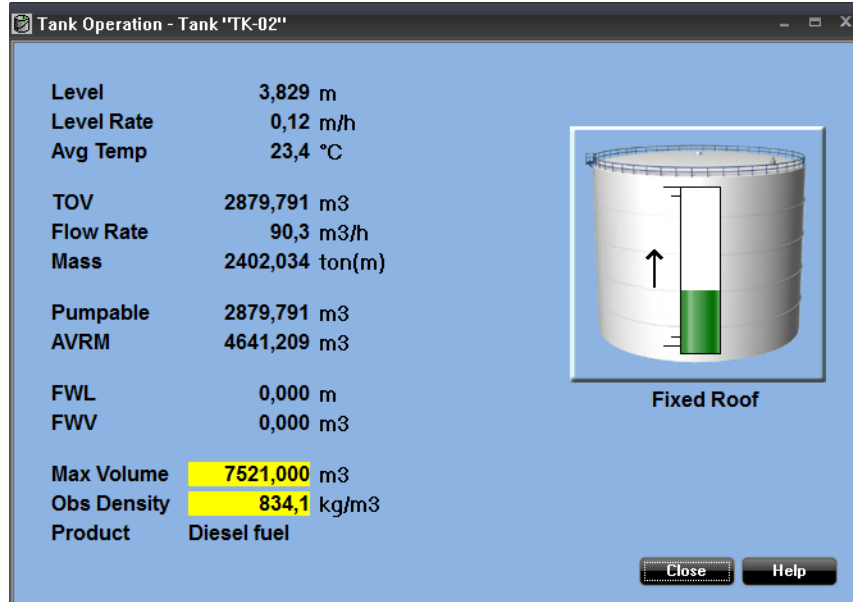 Tank Operation - Tank "TK-02"
Level 3,829 m
Level Rate 0,12 m/h
Avg Temp 23,4 °C
TOV 2879,791 m3
Flow Rate 90,3 m3/h
Mass 2402,034 ton(m)
Pumpable 2879,791 m3
AVRM 4641,209 m3
FWL 0,000 m
FWV 0,000 m3
Max Volume 7521,000 m3
Obs Density 834,1 kg/m3
Product Diesel fuel
Fixed Roof
Close Help